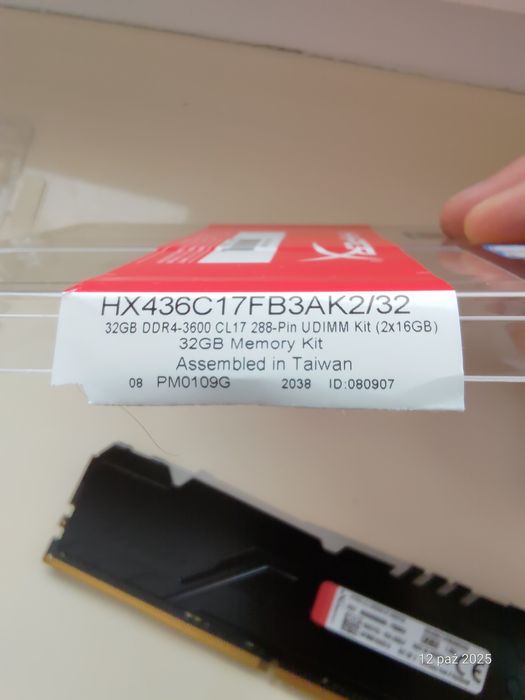 HX436C17FB3AK2/32
32GB DDR4-3600 CL17 288-Pin UDIMM Kit (2x16GB)
32GB Memory Kit
Assembled in Taiwan
08 PM0109G 2038 ID:080907
12 paź 2025